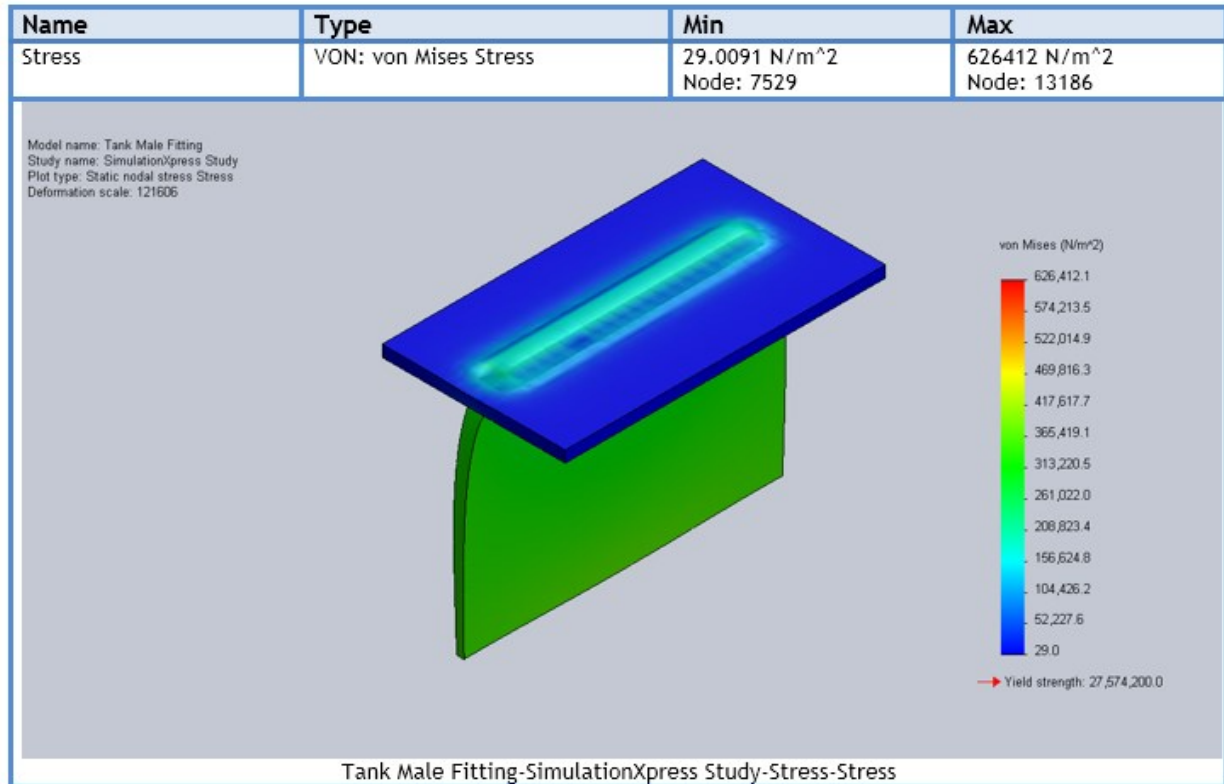 Name Type Min Max
Stress VON: von Mises Stress 29.0091 N/m^2 626412 N/m^2
Node: 7529 Node: 13186
Model name: Tank Male Fitting
Study name: SimulationXpress Study
Plot type: Static nodal stress Stress
Deformation scale: 121606
von Mises (N/m^2)
626,412.1
574,213.5
522,014.9
469,816.3
417,617.7
365,419.1
313,220.5
261,022.0
208,823.4
156,624.8
104,426.2
52,227.6
29.0
Yield strength: 27,574,200.0
Tank Male Fitting-SimulationXpress Study-Stress-Stress